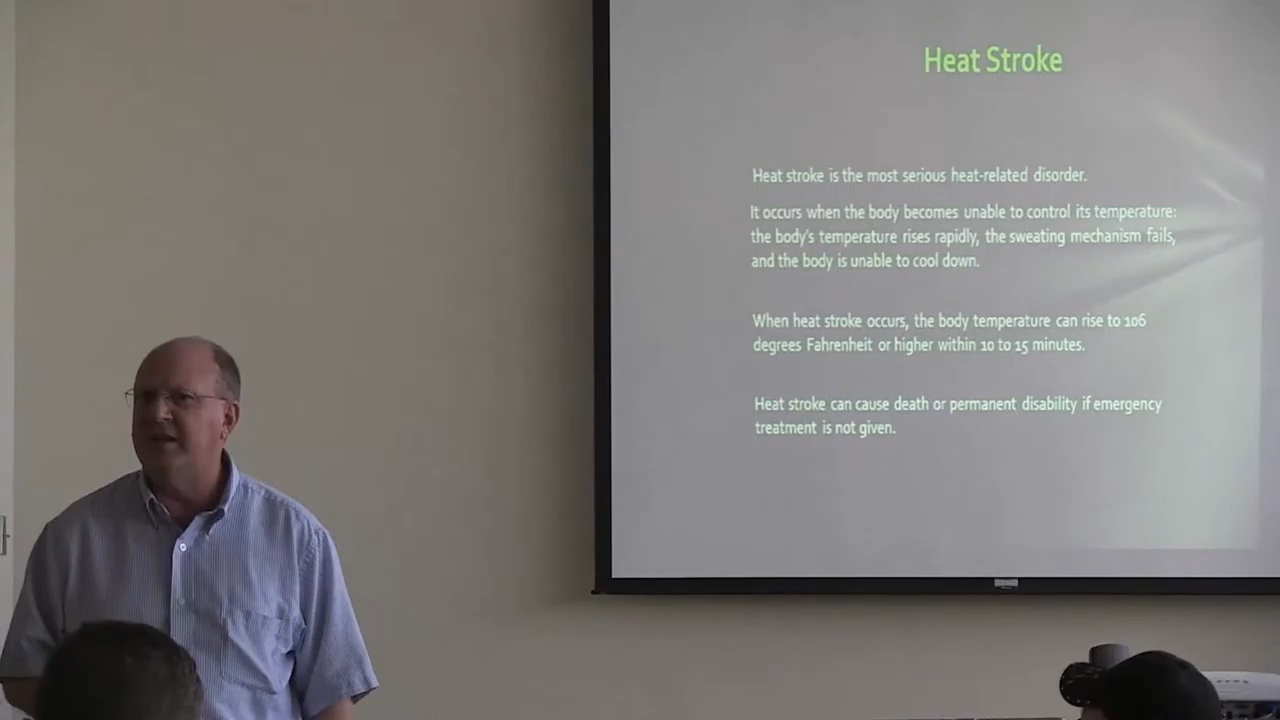 Heat Stroke
Heat stroke is the most serious heat-related disorder.
It occurs when the body becomes unable to control its temperature:
the body's temperature rises rapidly, the sweating mechanism fails,
and the body is unable to cool down.
When heat stroke occurs, the body temperature can rise to 106
degrees Fahrenheit or higher within 10 to 15 minutes.
Heat stroke can cause death or permanent disability if emergency
treatment is not given.